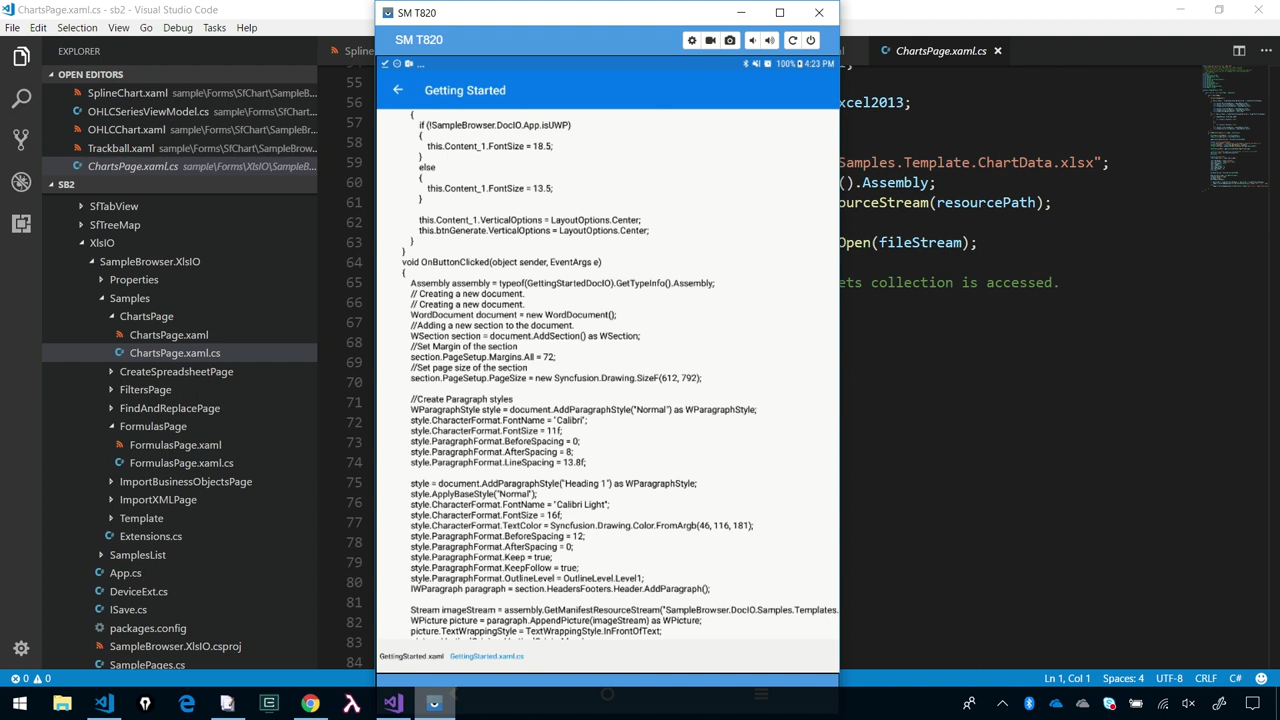 ChartsPage.xaml.cs - sb2 - Visual Studio Code
File Edit Selection View Go Debug
SM T820
SM T820
100% 4:23 PM
Getting Started
EXPLORER
OPEN EDITORS
SplineChart.xaml sample\Forms\SfChart\SampleBrow...
OHLCSeriesViewModel.cs sample\Forms\SfChart\...
OHLCChart.xaml sample\Forms\SfChart\SampleBr...
Trackball.xaml sample\Forms\SfChart\SampleBro...
ChartsPage.xaml.cs sample\Forms\XlsIO\Sample...
SB2
SfTabView
SfTreeMap
XlsIO
SampleBrowser.XlsIO
Properties
Samples
ChartsPage
ChartsPage.xaml
ChartsPage.xaml.cs
CreateSpreadsheetPage
FiltersPage
FindAndReplacePage
FormulasPage
FormulasPage.xaml
FormulasPage.xaml.cs
ImportBusinessObjectsPage
ImportXMLPage
Template
Extensions.cs
SamplesList
App.cs
DeviceExt.cs
ISave.cs
packages.config
SampleBrowser.XlsIO.csproj
SamplePages.cs
Spline
ChartsPage.xaml.cs
55
56
57
58
59
60
61
62
63
64
65
66
67
68
69
70
71
72
73
74
75
76
77
78
79
80
81
82
83
84
{
if (!SampleBrowser.DocIO.App.isUWP)
{
this.Content_1.FontSize = 18.5;
}
else
{
this.Content_1.FontSize = 13.5;
}
this.Content_1.VerticalOptions = LayoutOptions.Center;
this.btnGenerate.VerticalOptions = LayoutOptions.Center;
}
}
void OnButtonClicked(object sender, EventArgs e)
{
Assembly assembly = typeof(GettingStartedDocIO).GetTypeInfo().Assembly;
// Creating a new document.
// Creating a new document.
WordDocument document = new WordDocument();
//Adding a new section to the document.
WSection section = document.AddSection() as WSection;
//Set Margin of the section
section.PageSetup.Margins.All = 72;
//Set page size of the section
section.PageSetup.PageSize = new Syncfusion.Drawing.SizeF(612, 792);
//Create Paragraph styles
WParagraphStyle style = document.AddParagraphStyle("Normal") as WParagraphStyle;
style.CharacterFormat.FontName = "Calibri";
style.CharacterFormat.FontSize = 11f;
style.ParagraphFormat.BeforeSpacing = 0;
style.ParagraphFormat.AfterSpacing = 8;
style.ParagraphFormat.LineSpacing = 13.8f;
style = document.AddParagraphStyle("Heading 1") as WParagraphStyle;
style.ApplyBaseStyle("Normal");
style.CharacterFormat.FontName = "Calibri Light";
style.CharacterFormat.FontSize = 16f;
style.CharacterFormat.TextColor = Syncfusion.Drawing.Color.FromArgb(46, 116, 181);
style.ParagraphFormat.BeforeSpacing = 12;
style.ParagraphFormat.AfterSpacing = 0;
style.ParagraphFormat.Keep = true;
style.ParagraphFormat.KeepFollow = true;
style.ParagraphFormat.OutlineLevel = OutlineLevel.Level1;
IWParagraph paragraph = section.HeadersFooters.Header.AddParagraph();
Stream imageStream = assembly.GetManifestResourceStream("SampleBrowser.DocIO.Samples.Templates.
WPicture picture = paragraph.AppendPicture(imageStream) as WPicture;
picture.TextWrappingStyle = TextWrappingStyle.InFrontOfText;
GettingStarted.xaml GettingStarted.xaml.cs
xcel2013;
Samples.Template.ChartData.xlsx";
().Assembly;
ourceStream(resourcePath);
Open(fileStream);
ets collection is accessed.
0 0
Ln 1, Col 1 Spaces: 4 UTF-8 CRLF C#